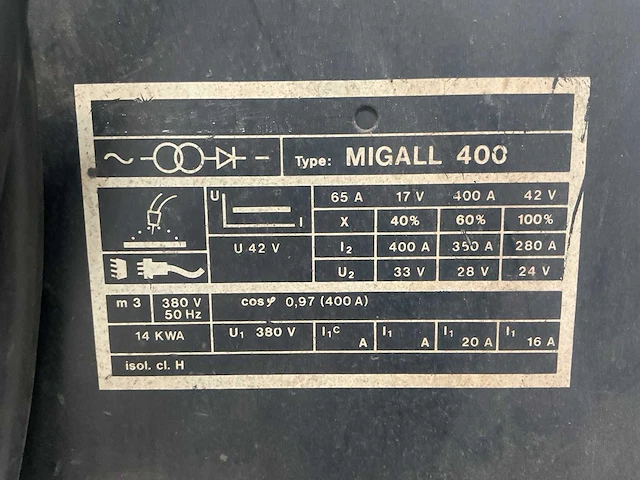 Type: MIGALL 400
U
I
65 A 17 V 400 A 42 V
X 40% 60% 100%
U 42 V
I2 400 A 350 A 280 A
U2 33 V 28 V 24 V
m 3 380 V 50 Hz cosφ 0,97 (400 A)
14 KWA U1 380 V I1C A I1 A I1 20 A I1 16 A
isol. cl. H